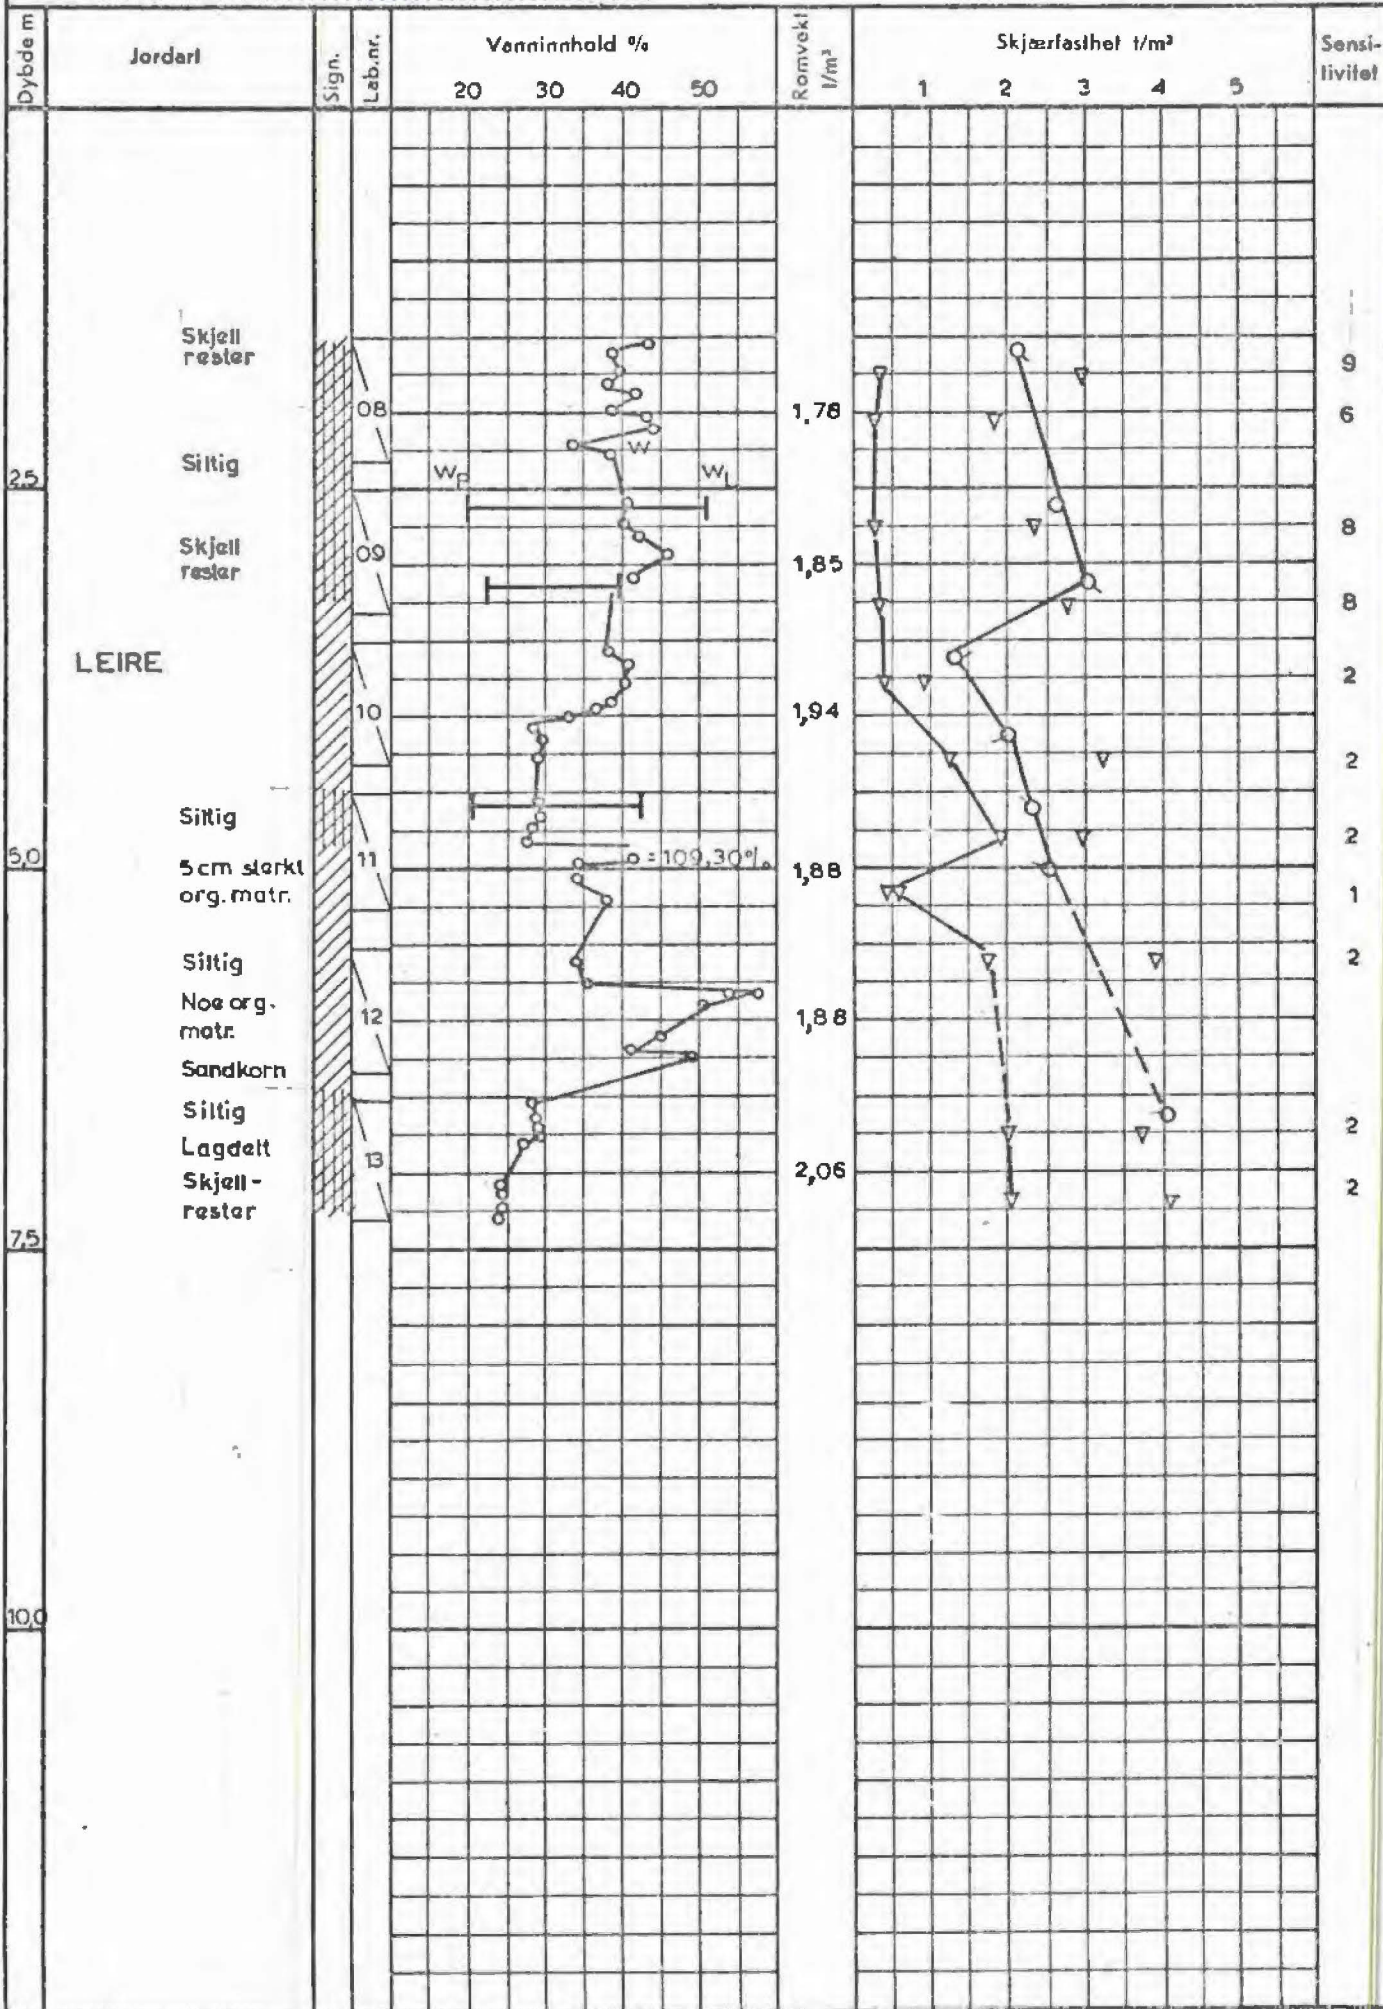 Dybde m
Jordart
Sign.
Lab.nr.
Vanninnhold %
20 30 40 50
Romvekt t/m³
Skjærfasthet t/m²
1 2 3 4 5
Sensi-
tivitet
Skjell
rester
9
08
1.78
6
Siltig
W
Wp
WL
2,5
8
Skjell
rester
09
1,85
8
LEIRE
2
10
1,94
2
Siltig
2
5,0
11
o = 109,30%
1,88
5cm sterkt
org. matr.
1
Siltig
2
Noe org.
matr.
12
1,88
Sandkorn
Siltig
2
Lagdelt
13
2,06
Skjell-
rester
2
7,5
10,0